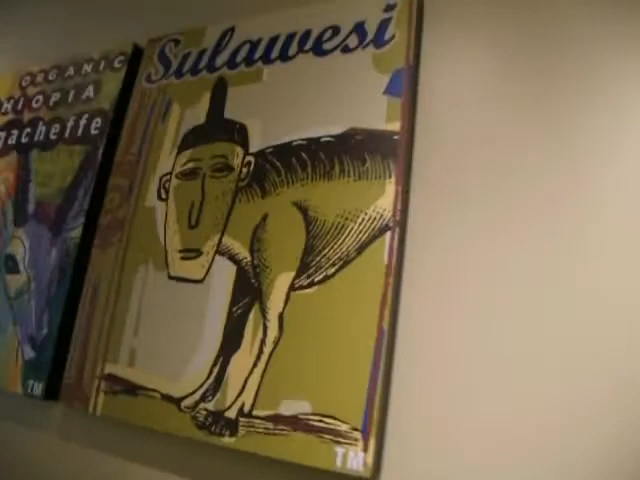 ORGANIC
HIOPIA
gacheffe
TM
Sulawesi
TM